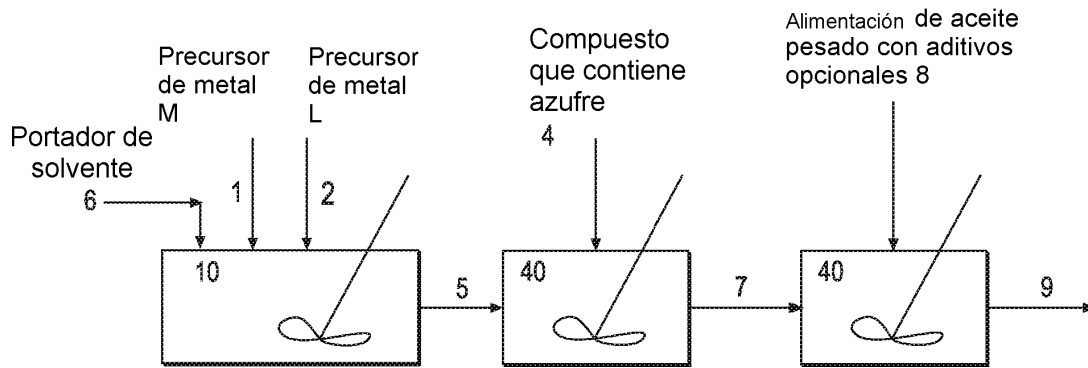 Precursor
de metal
M
Precursor
de metal
L
Compuesto
que contiene
azufre
4
Alimentación de aceite
pesado con aditivos
opcionales 8
Portador de
solvente
6
1
2
10
5
40
7
40
9